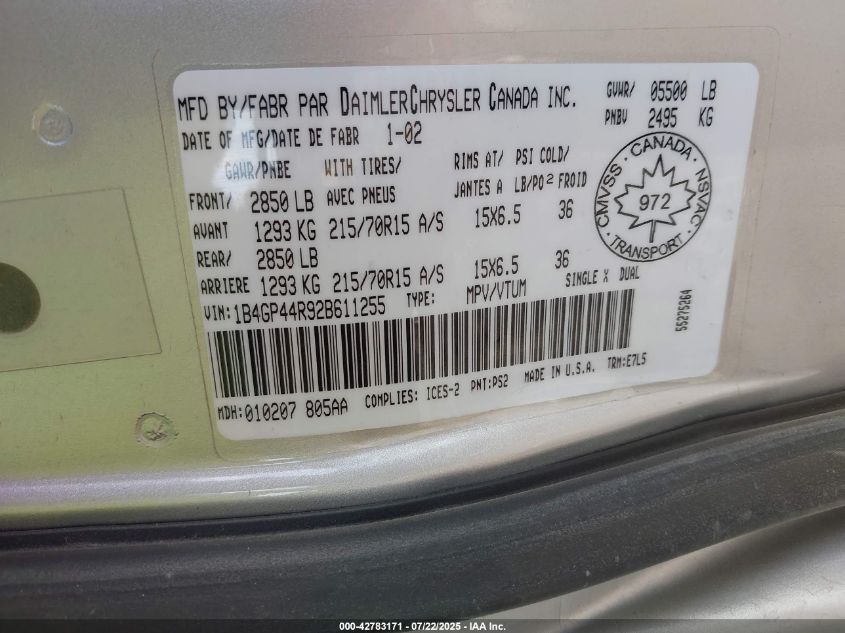 MFD BY/FABR PAR DAIMLERCHRYSLER CANADA INC. GVWR/ 05500 LB
DATE OF MFG/DATE DE FABR 1-02 PNBV 2495 KG
GAWR/PNBE WITH TIRES/ RIMS AT/ PSI COLD/
FRONT/ 2850 LB AVEC PNEUS JANTES A LB/PO2 FROID
AVANT 1293 KG 215/70R15 A/S 15X6.5 36
REAR/ 2850 LB
ARRIERE 1293 KG 215/70R15 A/S 15X6.5 36 SINGLE X DUAL
VIN: 1B4GP44R92B611255 TYPE: MPV/VTUM
CANADA
CMVSS NSVAC
972
TRANSPORT
55275264
MDH: 010207 805AA COMPLIES: ICES-2 PNT: PS2 MADE IN U.S.A. TRM: E7L5
000-42783171 - 07/22/2025 - IAA Inc.